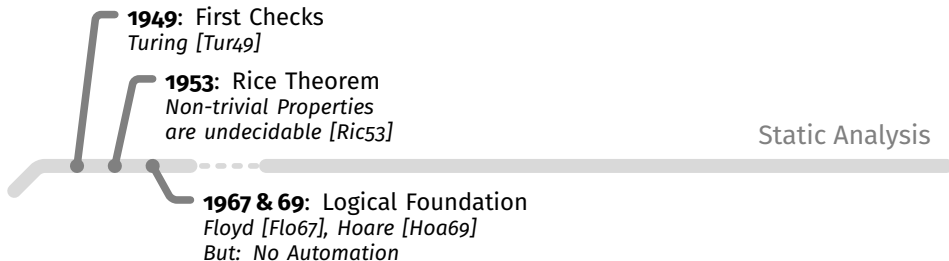 1949: First Checks
Turing [Tur49]
1953: Rice Theorem
Non-trivial Properties
are undecidable [Ric53]
Static Analysis
1967 & 69: Logical Foundation
Floyd [Flo67], Hoare [Hoa69]
But: No Automation